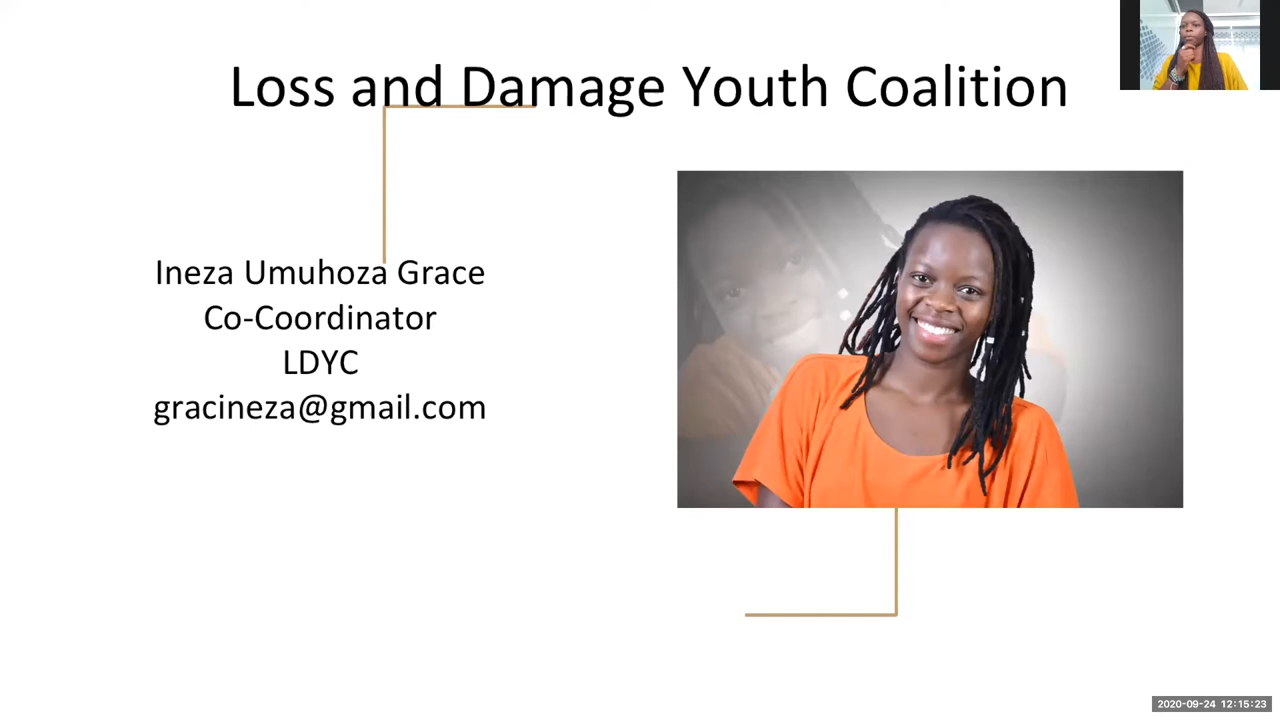 Loss and Damage Youth Coalition
Ineza Umuhoza Grace
Co-Coordinator
LDYC
gracineza@gmail.com
2020-09-24 12:15:23